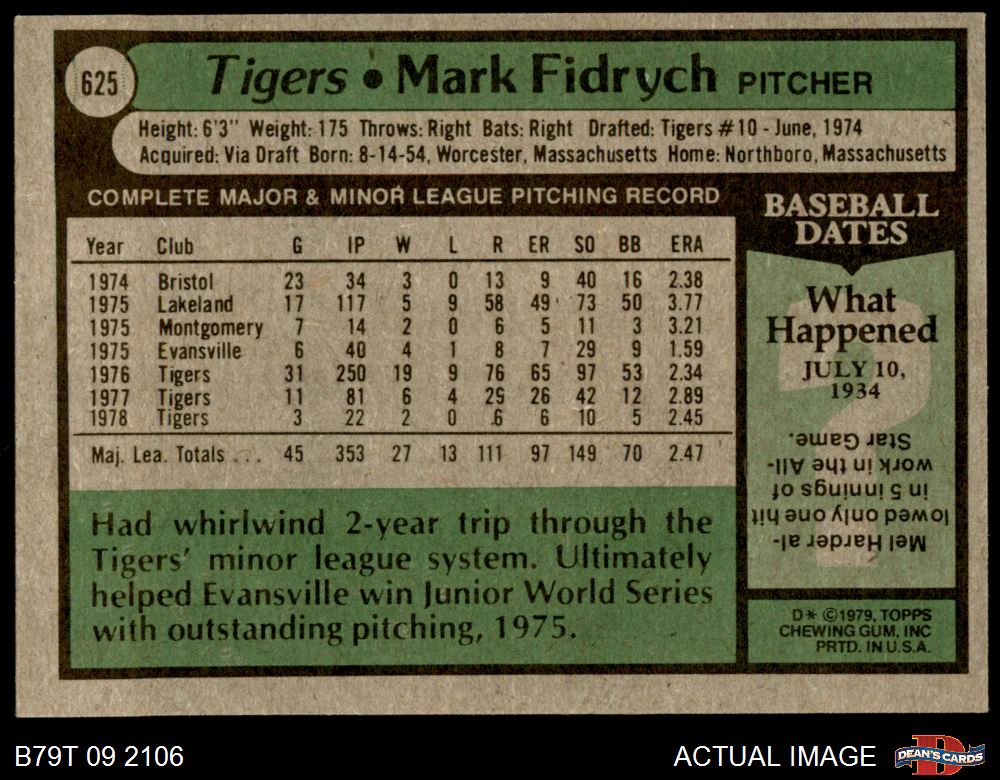 625
Tigers • Mark Fidrych PITCHER
Height: 6'3" Weight: 175 Throws: Right Bats: Right Drafted: Tigers #10 - June, 1974
Acquired: Via Draft Born: 8-14-54, Worcester, Massachusetts Home: Northboro, Massachusetts
COMPLETE MAJOR & MINOR LEAGUE PITCHING RECORD
Year Club G IP W L R ER SO BB ERA
1974 Bristol 23 34 3 0 13 9 40 16 2.38
1975 Lakeland 17 117 5 9 58 49 73 50 3.77
1975 Montgomery 7 14 2 0 6 5 11 3 3.21
1975 Evansville 6 40 4 1 8 7 29 9 1.59
1976 Tigers 31 250 19 9 76 65 97 53 2.34
1977 Tigers 11 81 6 4 29 26 42 12 2.89
1978 Tigers 3 22 2 0 6 6 10 5 2.45
Maj. Lea. Totals ... 45 353 27 13 111 97 149 70 2.47
Had whirlwind 2-year trip through the
Tigers' minor league system. Ultimately
helped Evansville win Junior World Series
with outstanding pitching, 1975.
BASEBALL
DATES
What
Happened
JULY 10,
1934
Mel Harder al-
lowed only one hit
in 5 innings of
work in the All-
Star Game.
D* ©1979, TOPPS
CHEWING GUM, INC
PRTD. IN U.S.A.
B79T 09 2106
ACTUAL IMAGE
D
DEAN'S CARDS